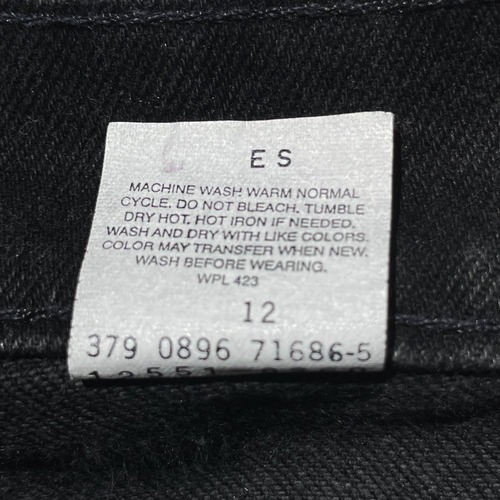 E S
MACHINE WASH WARM NORMAL
CYCLE. DO NOT BLEACH. TUMBLE
DRY HOT. HOT IRON IF NEEDED.
WASH AND DRY WITH LIKE COLORS.
COLOR MAY TRANSFER WHEN NEW.
WASH BEFORE WEARING.
WPL 423
12
379 0896 71686-5